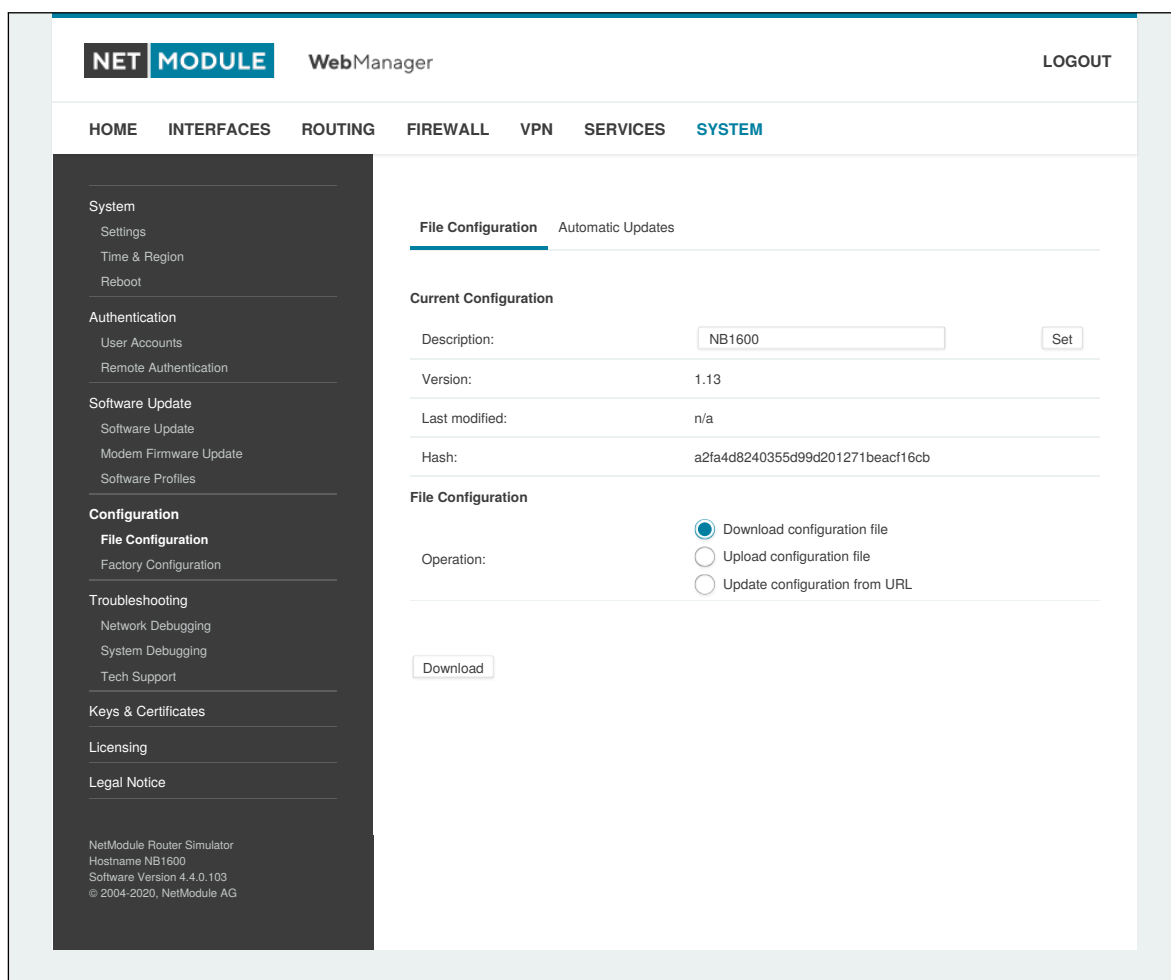 NET MODULE WebManager LOGOUT
HOME INTERFACES ROUTING FIREWALL VPN SERVICES SYSTEM
System
Settings
Time & Region
Reboot
Authentication
User Accounts
Remote Authentication
Software Update
Software Update
Modem Firmware Update
Software Profiles
Configuration
File Configuration
Factory Configuration
Troubleshooting
Network Debugging
System Debugging
Tech Support
Keys & Certificates
Licensing
Legal Notice
NetModule Router Simulator
Hostname NB1600
Software Version 4.4.0.103
© 2004-2020, NetModule AG
File Configuration Automatic Updates
Current Configuration
Description: NB1600 Set
Version: 1.13
Last modified: n/a
Hash: a2fa4d8240355d99d201271beacf16cb
File Configuration
Operation:
Download configuration file
Upload configuration file
Update configuration from URL
Download